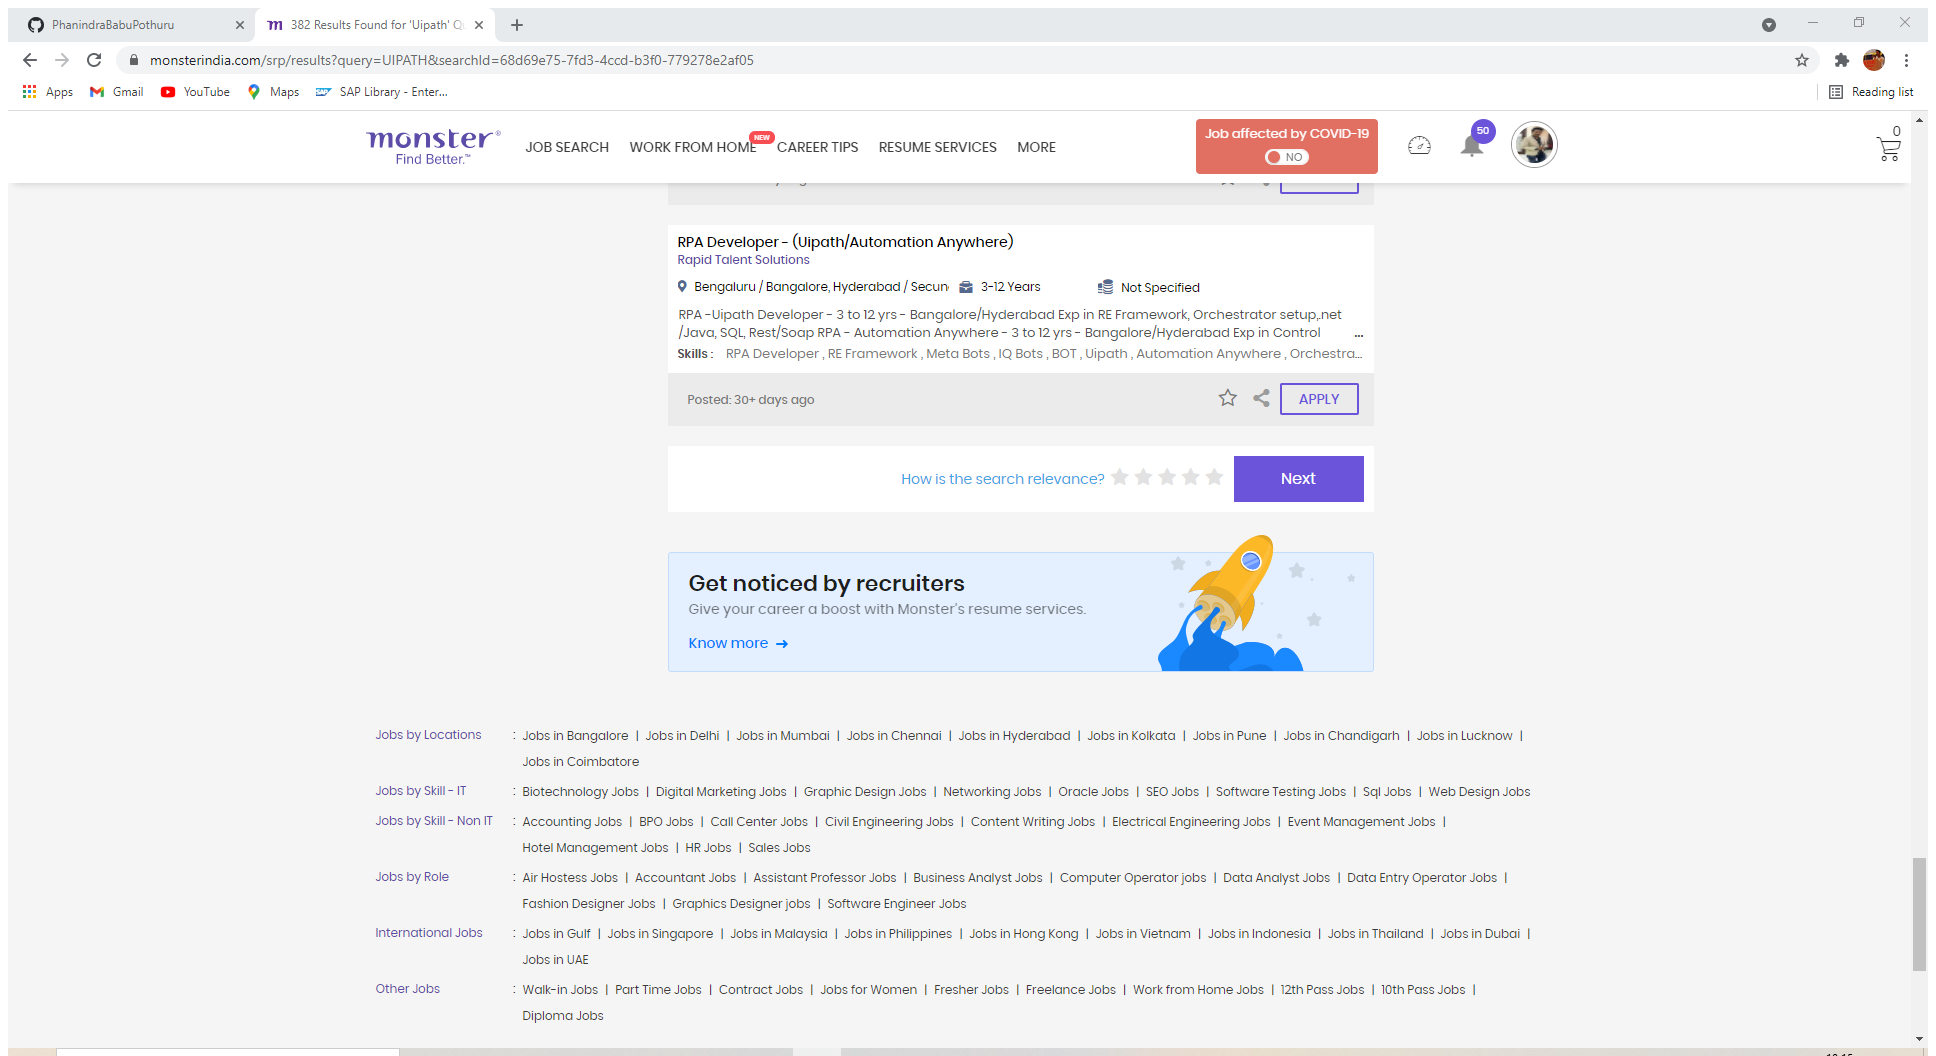 PhanindraBabuPothuru
382 Results Found for 'Uipath' Q
monsterindia.com/srp/results?query=UIPATH&searchId=68d69e75-7fd3-4ccd-b3f0-779278e2af05
Apps Gmail YouTube Maps SAP Library - Enter... Reading list
monster
Find Better.™
JOB SEARCH WORK FROM HOME NEW CAREER TIPS RESUME SERVICES MORE
Job affected by COVID-19
NO
50
0
RPA Developer - (Uipath/Automation Anywhere)
Rapid Talent Solutions
Bengaluru / Bangalore, Hyderabad / Secun 3-12 Years Not Specified
RPA -Uipath Developer - 3 to 12 yrs - Bangalore/Hyderabad Exp in RE Framework, Orchestrator setup,.net
/Java, SQL, Rest/Soap RPA - Automation Anywhere - 3 to 12 yrs - Bangalore/Hyderabad Exp in Control ...
Skills : RPA Developer , RE Framework , Meta Bots , IQ Bots , BOT , Uipath , Automation Anywhere , Orchestra...
Posted: 30+ days ago APPLY
How is the search relevance? Next
Get noticed by recruiters
Give your career a boost with Monster's resume services.
Know more →
Jobs by Locations : Jobs in Bangalore | Jobs in Delhi | Jobs in Mumbai | Jobs in Chennai | Jobs in Hyderabad | Jobs in Kolkata | Jobs in Pune | Jobs in Chandigarh | Jobs in Lucknow |
Jobs in Coimbatore
Jobs by Skill - IT : Biotechnology Jobs | Digital Marketing Jobs | Graphic Design Jobs | Networking Jobs | Oracle Jobs | SEO Jobs | Software Testing Jobs | Sql Jobs | Web Design Jobs
Jobs by Skill - Non IT : Accounting Jobs | BPO Jobs | Call Center Jobs | Civil Engineering Jobs | Content Writing Jobs | Electrical Engineering Jobs | Event Management Jobs |
Hotel Management Jobs | HR Jobs | Sales Jobs
Jobs by Role : Air Hostess Jobs | Accountant Jobs | Assistant Professor Jobs | Business Analyst Jobs | Computer Operator jobs | Data Analyst Jobs | Data Entry Operator Jobs |
Fashion Designer Jobs | Graphics Designer jobs | Software Engineer Jobs
International Jobs : Jobs in Gulf | Jobs in Singapore | Jobs in Malaysia | Jobs in Philippines | Jobs in Hong Kong | Jobs in Vietnam | Jobs in Indonesia | Jobs in Thailand | Jobs in Dubai |
Jobs in UAE
Other Jobs : Walk-in Jobs | Part Time Jobs | Contract Jobs | Jobs for Women | Fresher Jobs | Freelance Jobs | Work from Home Jobs | 12th Pass Jobs | 10th Pass Jobs |
Diploma Jobs